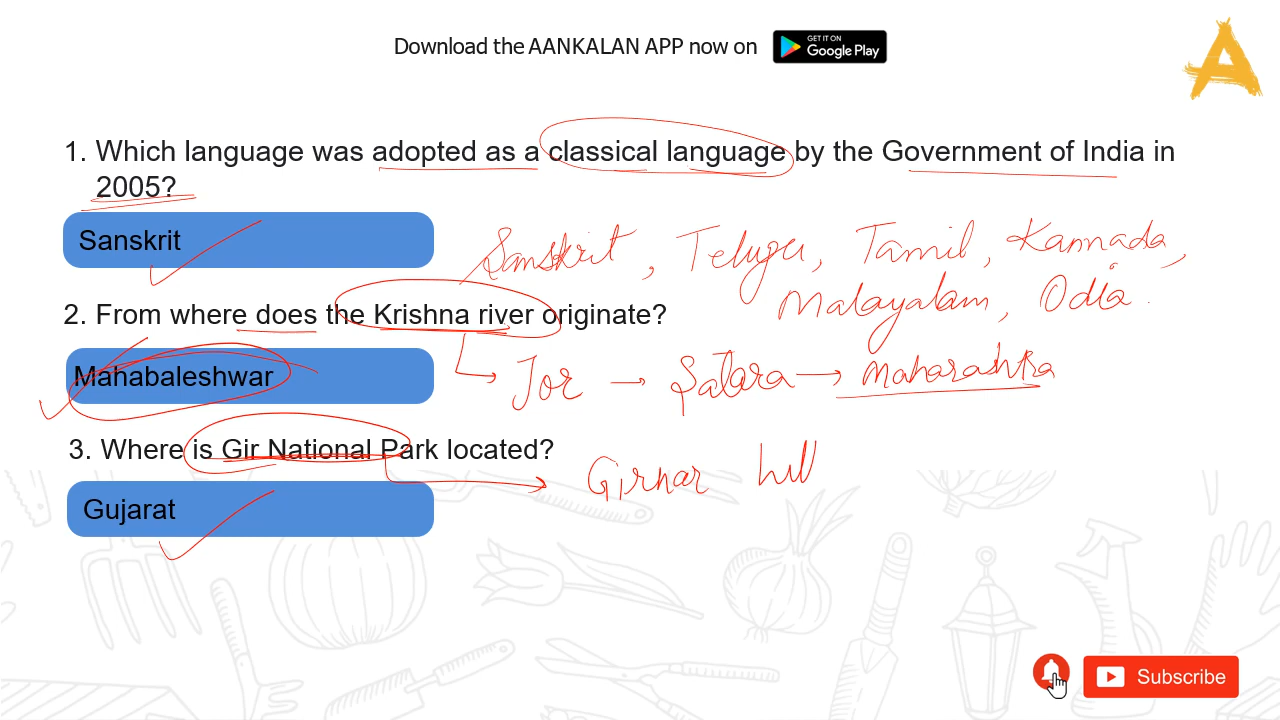 Download the AANKALAN APP now on
GET IT ON
Google Play
1. Which language was adopted as a classical language by the Government of India in
2005?
Sanskrit
Sanskrit, Telugu, Tamil, Kannada,
Malayalam, Odia.
2. From where does the Krishna river originate?
Mahabaleshwar
Jor → Satara → Maharashtra
3. Where is Gir National Park located?
Girnar hill
Gujarat
Subscribe